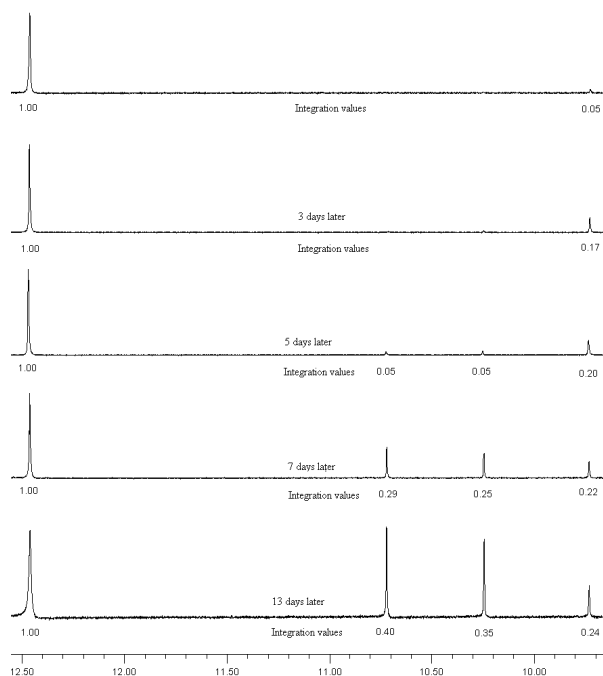 1.00 Integration values 0.05
3 days later
1.00 Integration values 0.17
5 days later
1.00 Integration values 0.05 0.05 0.20
7 days later
1.00 Integration values 0.29 0.25 0.22
13 days later
1.00 Integration values 0.40 0.35 0.24
12.50 12.00 11.50 11.00 10.50 10.00